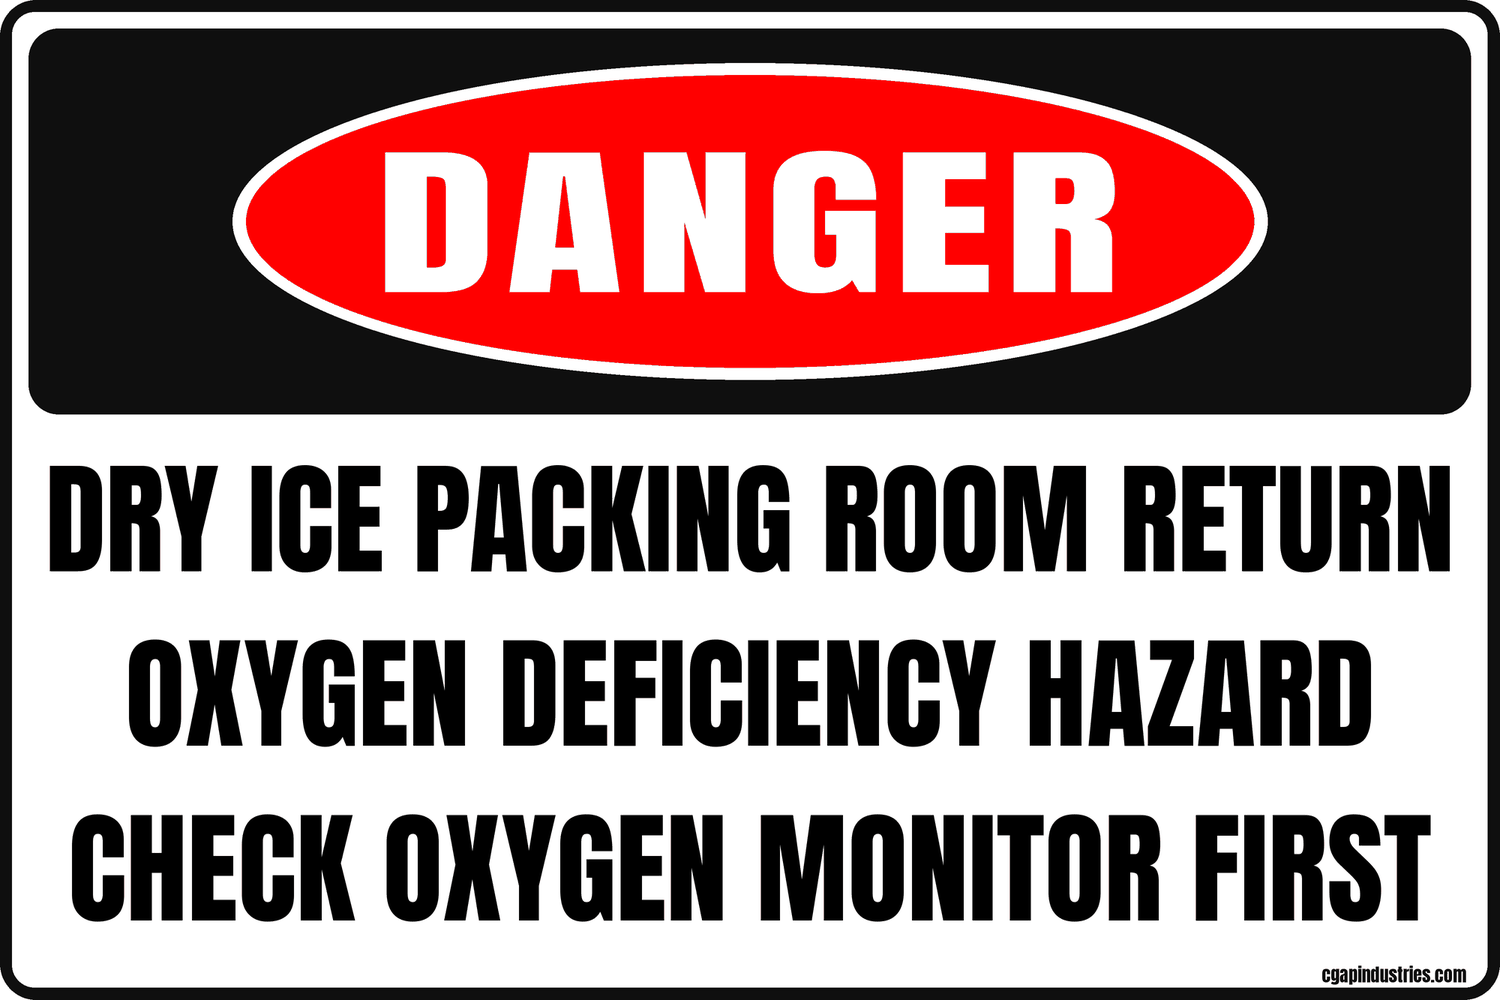 DANGER
DRY ICE PACKING ROOM RETURN
OXYGEN DEFICIENCY HAZARD
CHECK OXYGEN MONITOR FIRST
cgapindustries.com